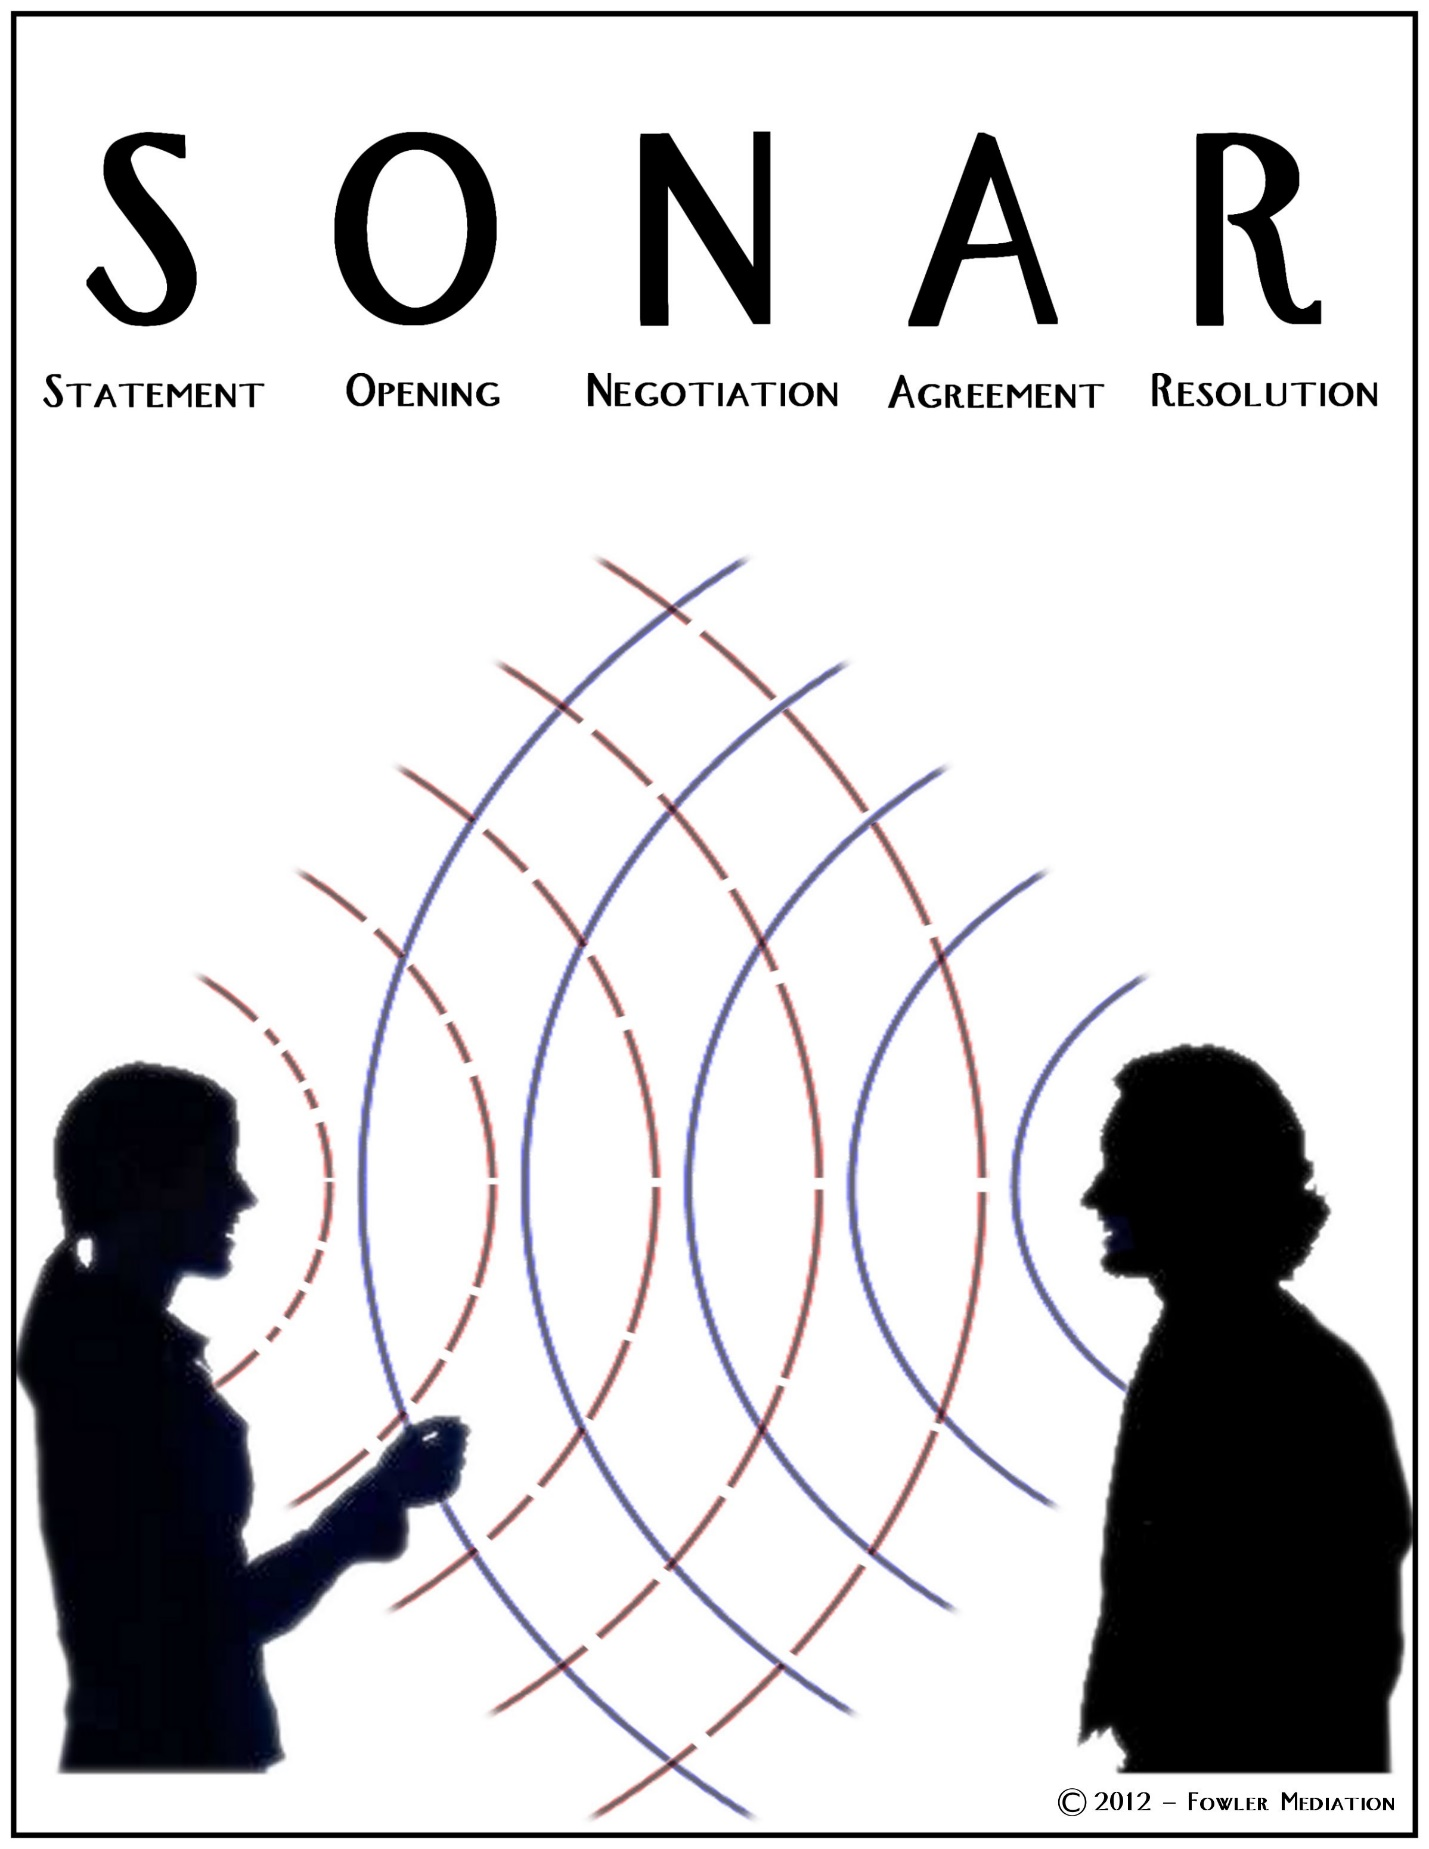 S O N A R
Statement Opening Negotiation Agreement Resolution
© 2012 – Fowler Mediation